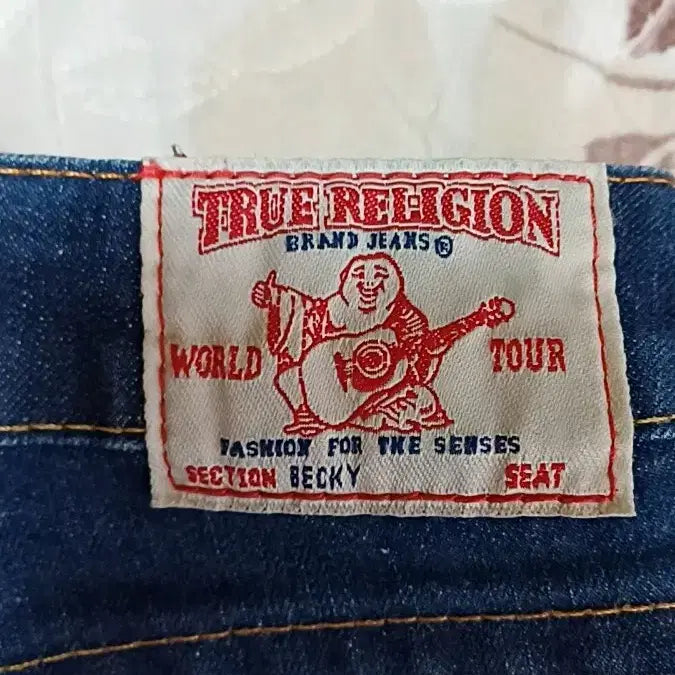 TRUE RELIGION
BRAND JEANS ®
WORLD TOUR
FASHION FOR THE SENSES
SECTION BECKY SEAT